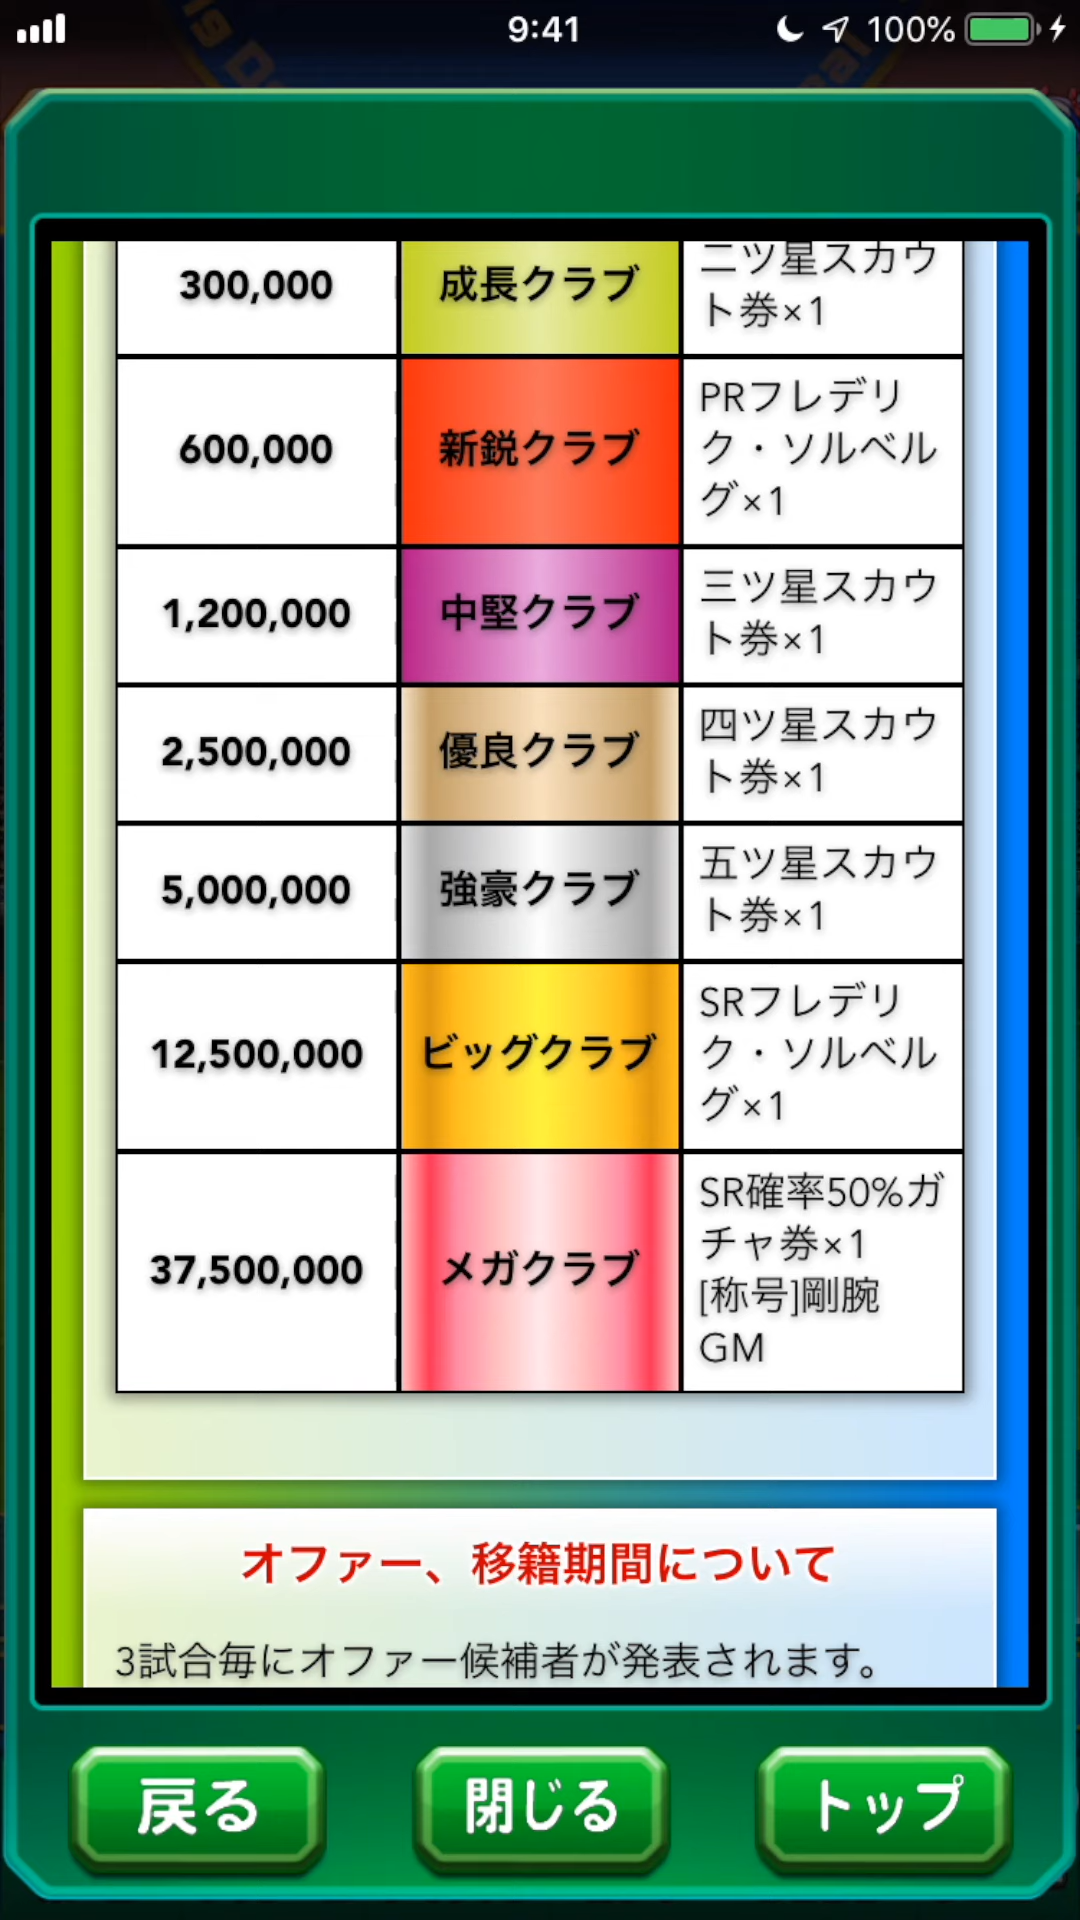 9:41
100%
300,000
成長クラブ
二ツ星スカウ
ト券×1
600,000
新鋭クラブ
PRフレデリ
ク・ソルベル
グ×1
1,200,000
中堅クラブ
三ツ星スカウ
ト券×1
2,500,000
優良クラブ
四ツ星スカウ
ト券×1
5,000,000
強豪クラブ
五ツ星スカウ
ト券×1
12,500,000
ビッグクラブ
SRフレデリ
ク・ソルベル
グ×1
37,500,000
メガクラブ
SR確率50%ガ
チャ券×1
[称号]剛腕
GM
オファー、移籍期間について
3試合毎にオファー候補者が発表されます。
戻る
閉じる
トップ